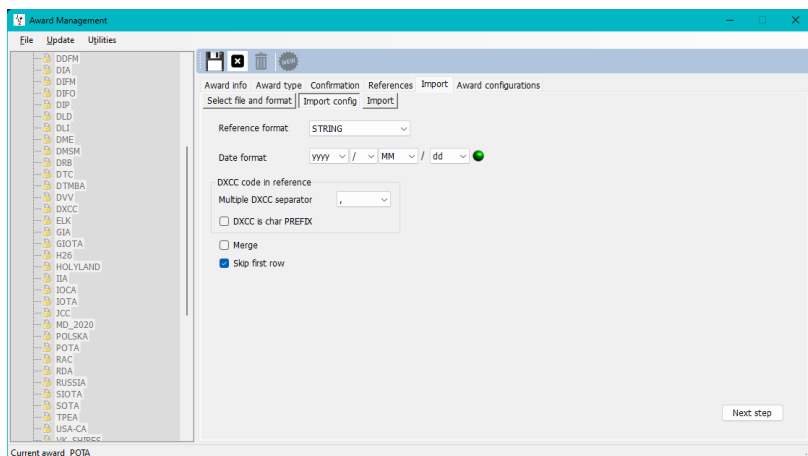 Award Management
File Update Utilities
DDFM
DIA
DIFM
DIFO
DIP
DLD
DLI
DME
DMSM
DRB
DTC
DTMBA
DVV
DXCC
ELK
GIA
GIOTA
H26
HOLYLAND
IIA
IOCA
IOTA
JCC
MD_2020
POLSKA
POTA
RAC
RDA
RUSSIA
SIOTA
SOTA
TPEA
USA-CA
VK SHIRES
NEW
Award info Award type Confirmation References Import Award configurations
Select file and format Import config Import
Reference format STRING
Date format yyyy / MM / dd
DXCC code in reference
Multiple DXCC separator ,
DXCC is char PREFIX
Merge
Skip first row
Next step
Current award POTA